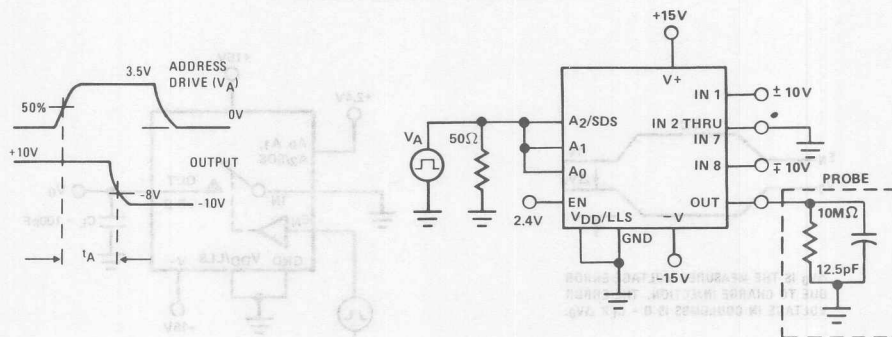 ADDRESS
DRIVE (VA)
3.5V
50%
0V
+10V
OUTPUT
-8V
-10V
tA
+15V
V+
IN 1
± 10V
IN 2 THRU
IN 7
IN 8
∓ 10V
A2/SDS
A1
A0
EN
VDD/LLS
GND
-V
OUT
VA
50Ω
2.4V
-15V
PROBE
10MΩ
12.5pF